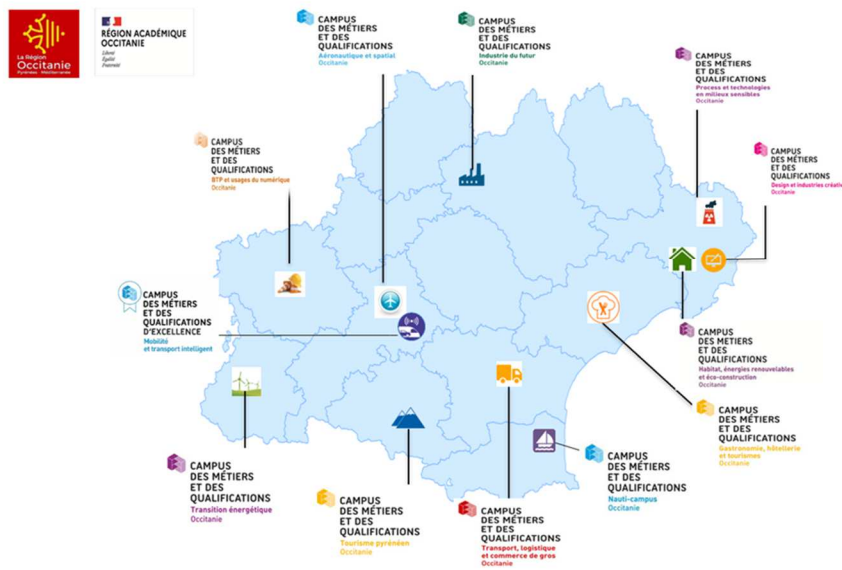 La Région
Occitanie
Pyrénées - Méditerranée
RÉGION ACADÉMIQUE
OCCITANIE
Liberté
Égalité
Fraternité
CAMPUS
DES MÉTIERS
ET DES
QUALIFICATIONS
Aéronautique et spatial
Occitanie
CAMPUS
DES MÉTIERS
ET DES
QUALIFICATIONS
Industrie du futur
Occitanie
CAMPUS
DES MÉTIERS
ET DES
QUALIFICATIONS
Process et technologies
en milieux sensibles
Occitanie
CAMPUS
DES MÉTIERS
ET DES
QUALIFICATIONS
BTP et usages du numérique
Occitanie
CAMPUS
DES MÉTIERS
ET DES
QUALIFICATIONS
Design et industries créativ
Occitanie
CAMPUS
DES MÉTIERS
ET DES
QUALIFICATIONS
D'EXCELLENCE
Mobilité
et transport intelligent
CAMPUS
DES MÉTIERS
ET DES
QUALIFICATIONS
Habitat, énergies renouvelables
et éco-construction
Occitanie
CAMPUS
DES MÉTIERS
ET DES
QUALIFICATIONS
Gastronomie, hôtellerie
et tourismes
Occitanie
CAMPUS
DES MÉTIERS
ET DES
QUALIFICATIONS
Transition énergétique
Occitanie
CAMPUS
DES MÉTIERS
ET DES
QUALIFICATIONS
Nauti-campus
Occitanie
CAMPUS
DES MÉTIERS
ET DES
QUALIFICATIONS
Tourisme pyrénéen
Occitanie
CAMPUS
DES MÉTIERS
ET DES
QUALIFICATIONS
Transport, logistique
et commerce de gros
Occitanie